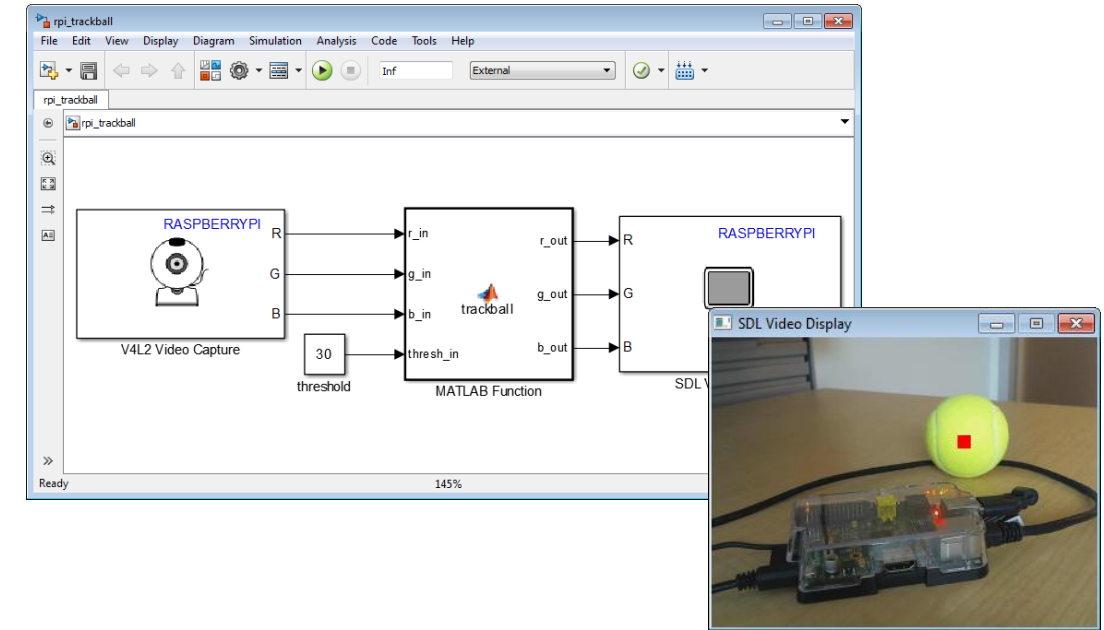 rpi_trackball
File Edit View Display Diagram Simulation Analysis Code Tools Help
Inf External
rpi_trackball
rpi_trackball
RASPBERRYPI
R
G
B
V4L2 Video Capture
30
threshold
r_in
g_in
b_in
thresh_in
trackball
r_out
g_out
b_out
MATLAB Function
RASPBERRYPI
R
G
B
SDL
SDL Video Display
Ready 145%